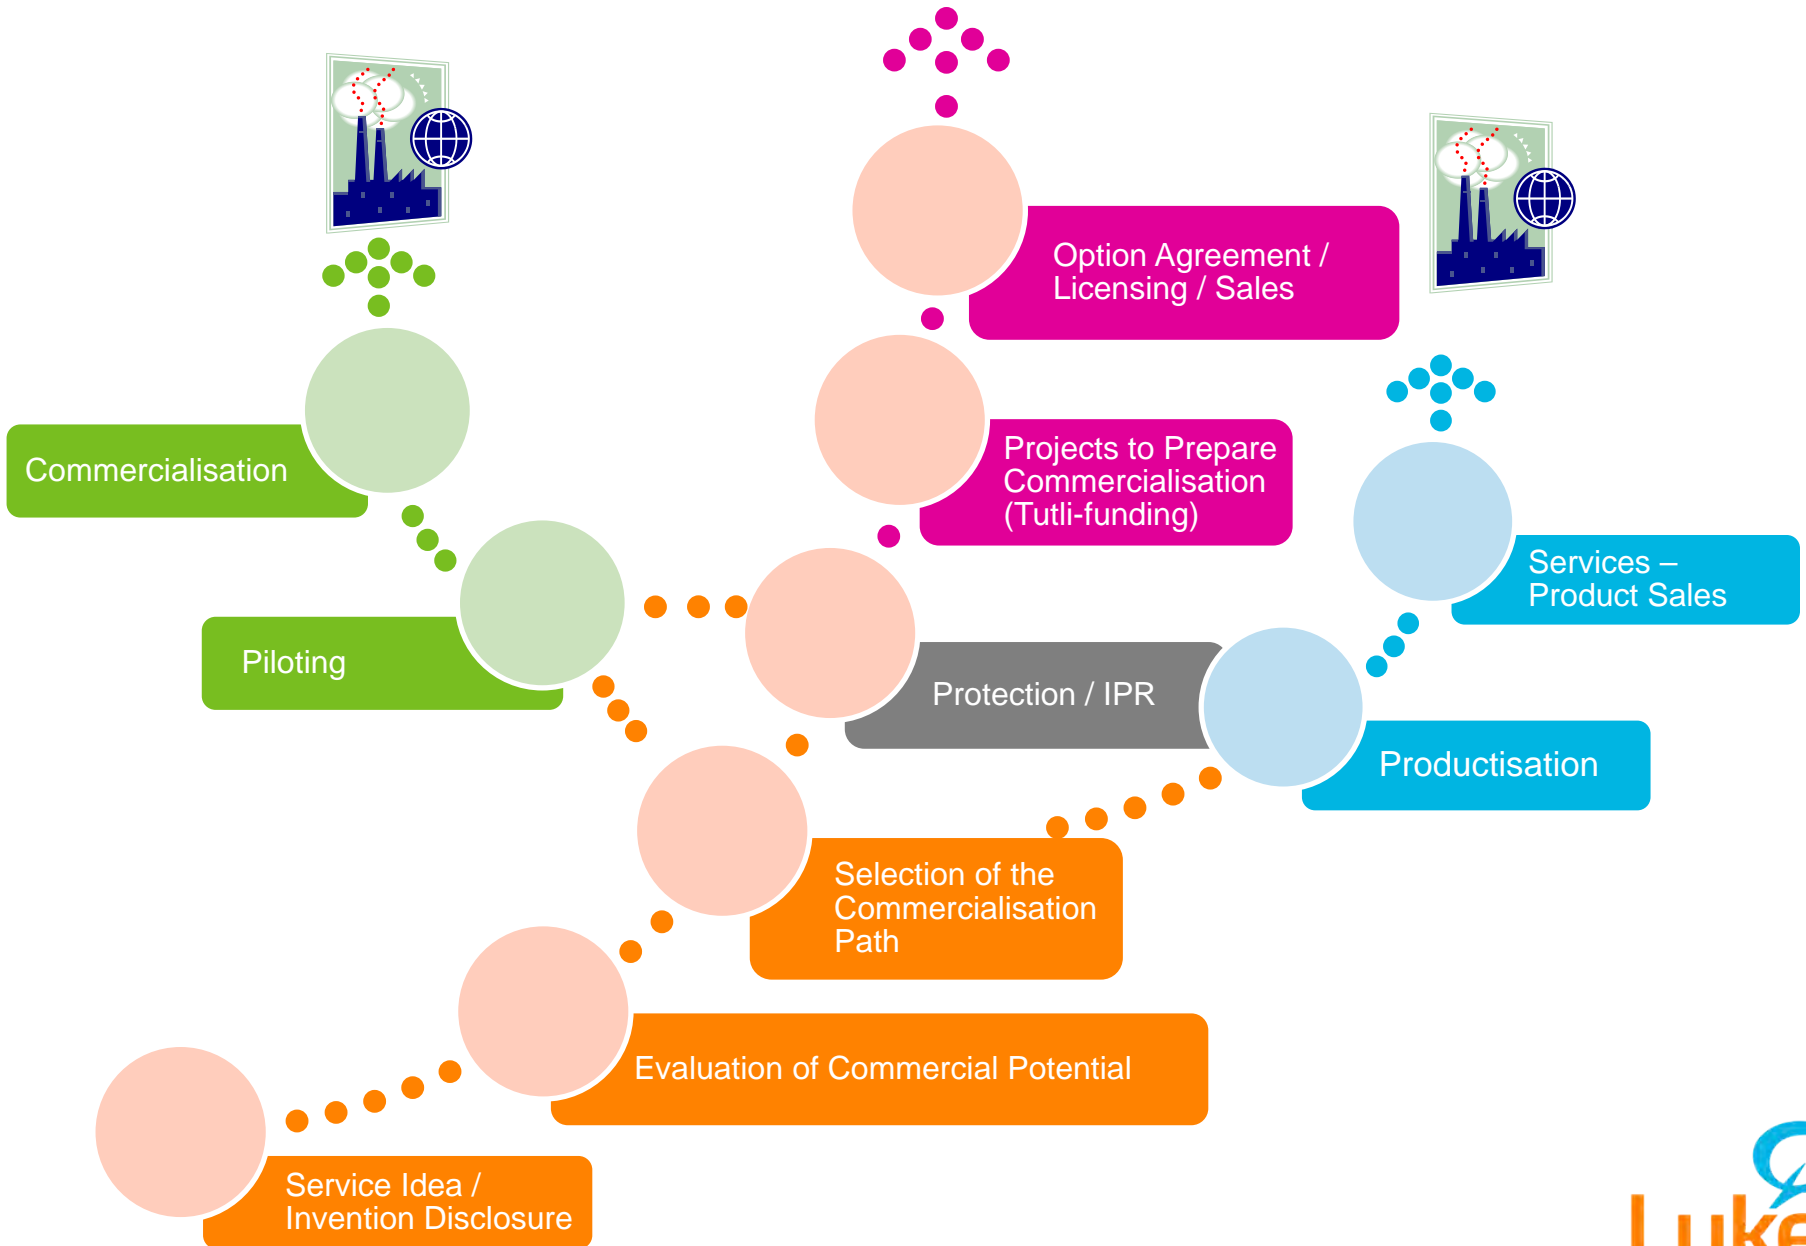 Option Agreement /
Licensing / Sales
Commercialisation
Projects to Prepare
Commercialisation
(Tutli-funding)
Services –
Product Sales
Piloting
Protection / IPR
Productisation
Selection of the
Commercialisation
Path
Evaluation of Commercial Potential
Service Idea /
Invention Disclosure
Luke